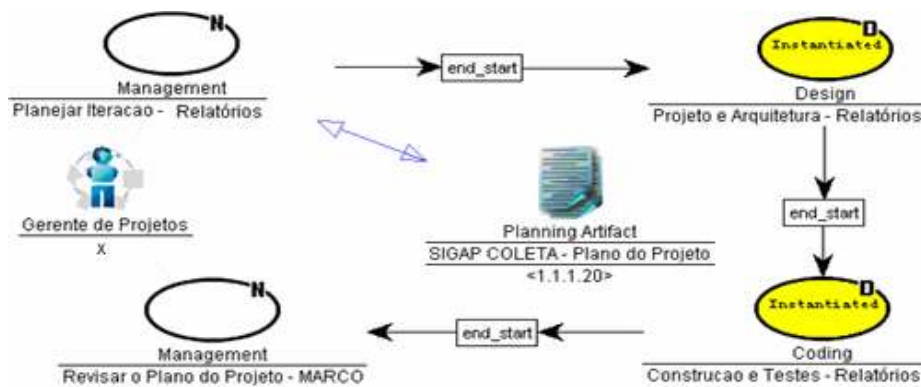 N
Management
Planejar Iteracao - Relatórios
end_start
D
Instantiated
Design
Projeto e Arquitetura - Relatórios
Gerente de Projetos
X
Planning Artifact
SIGAP COLETA - Plano do Projeto
<1.1.1.20>
end_start
N
Management
Revisar o Plano do Projeto - MARCO
end_start
D
Instantiated
Coding
Construcao e Testes - Relatórios